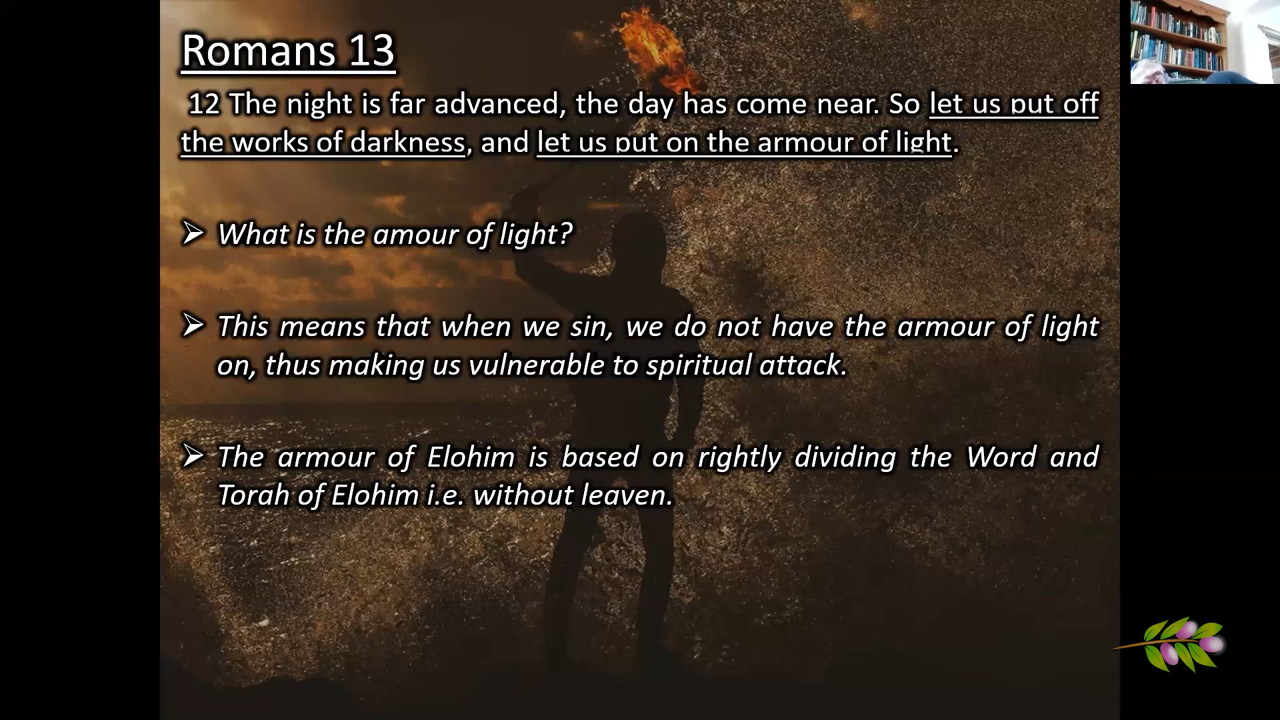 Romans 13
12 The night is far advanced, the day has come near. So let us put off
the works of darkness, and let us put on the armour of light.
➢ What is the amour of light?
➢ This means that when we sin, we do not have the armour of light
on, thus making us vulnerable to spiritual attack.
➢ The armour of Elohim is based on rightly dividing the Word and
Torah of Elohim i.e. without leaven.